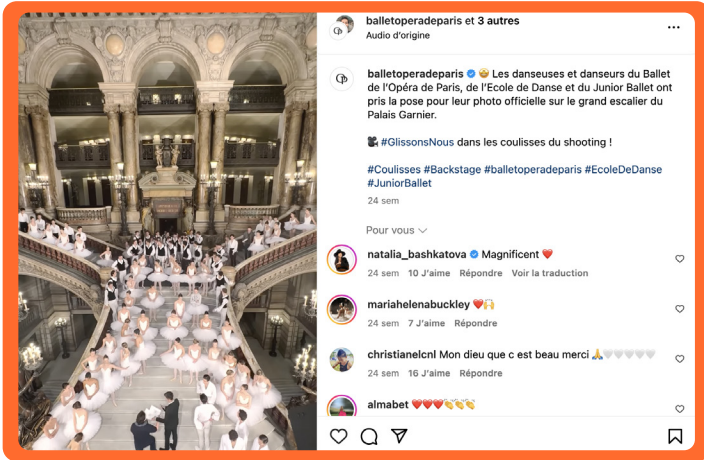 balletoperadeparis et 3 autres
Audio d'origine
balletoperadeparis 🤩 Les danseuses et danseurs du Ballet
de l'Opéra de Paris, de l'Ecole de Danse et du Junior Ballet ont
pris la pose pour leur photo officielle sur le grand escalier du
Palais Garnier.
🎥 #GlissonsNous dans les coulisses du shooting !
#Coulisses #Backstage #balletoperadeparis #EcoleDeDanse
#JuniorBallet
24 sem
Pour vous
natalia_bashkatova Magnificent ❤️
24 sem 10 J'aime Répondre Voir la traduction
mariahelenabuckley ❤️🙌
24 sem 7 J'aime Répondre
christianelcnl Mon dieu que c est beau merci 🙏🤍🤍🤍🤍🤍
24 sem 16 J'aime Répondre
almabet ❤️❤️❤️👏👏👏